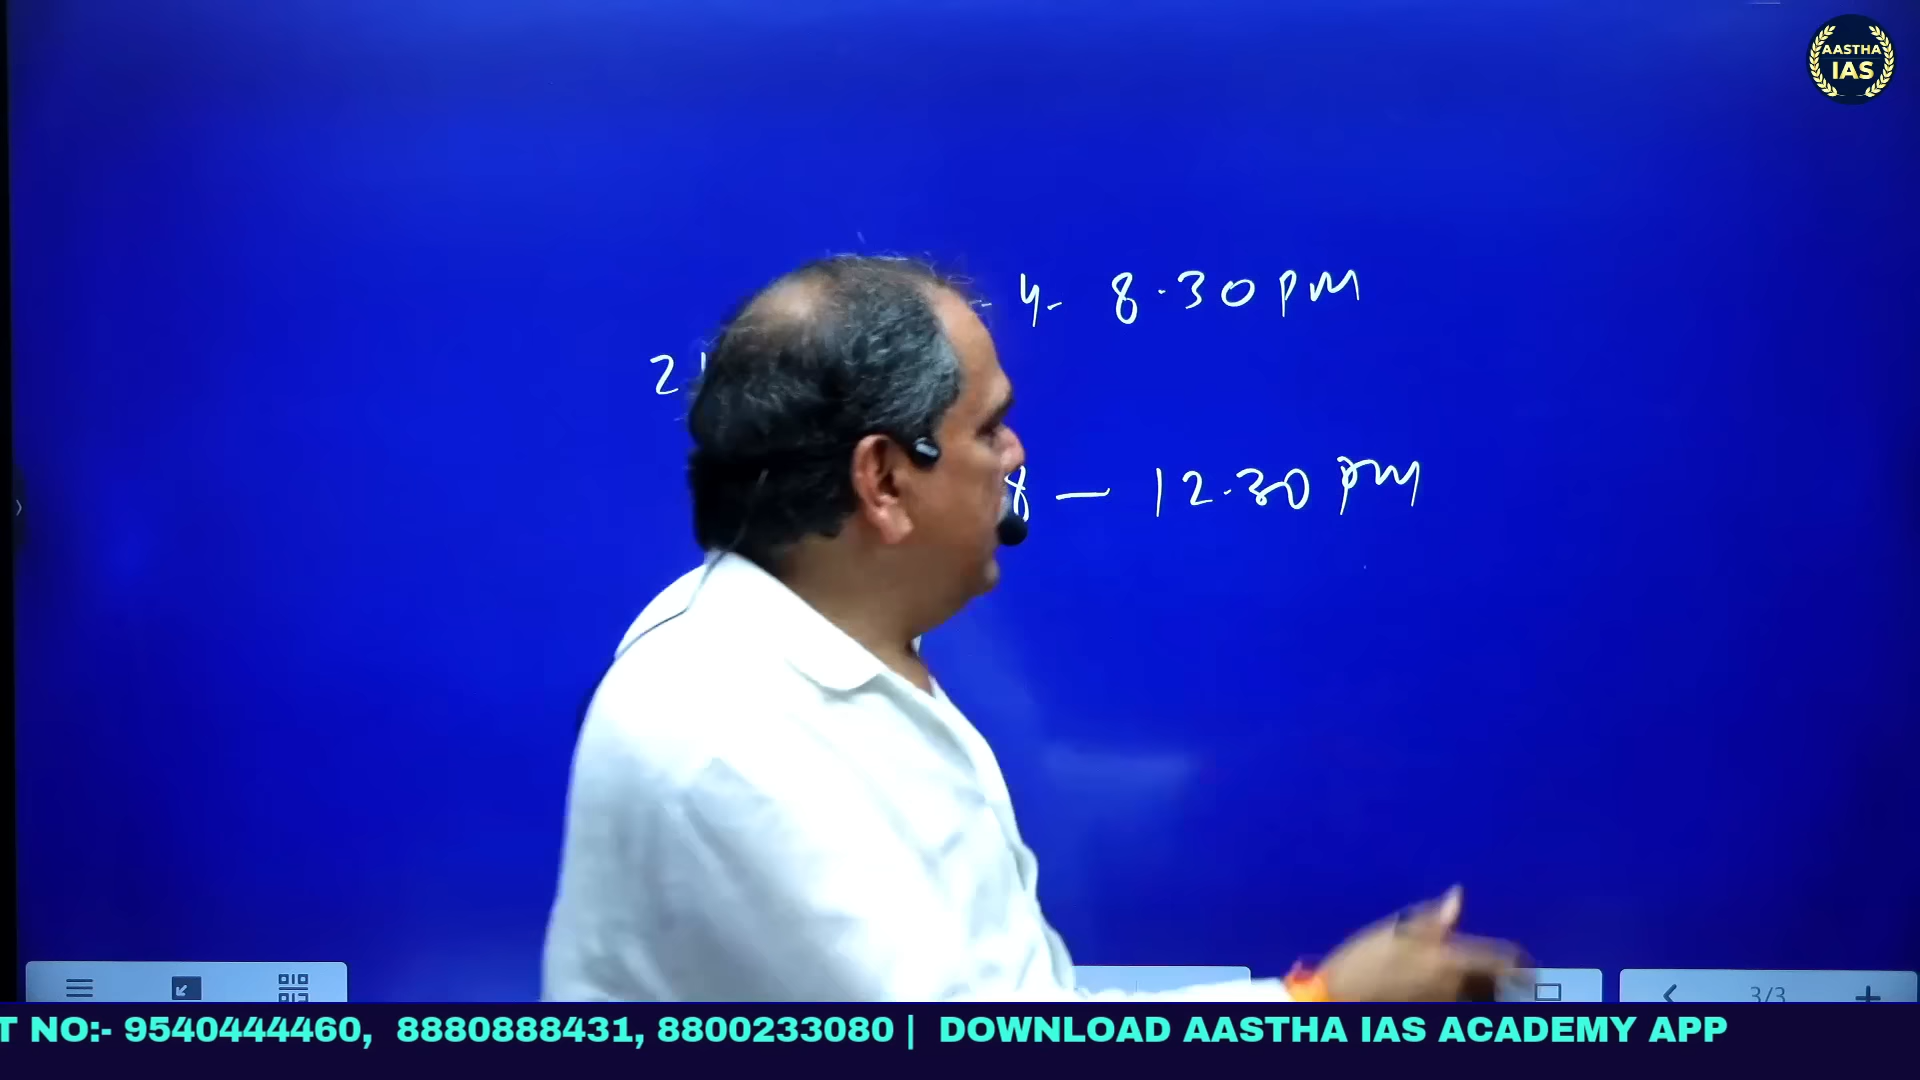 AASTHA
IAS
4- 8.30 PM
2
8 — 12.30 PM
3/3
T NO:- 9540444460, 8880888431, 8800233080 | DOWNLOAD AASTHA IAS ACADEMY APP